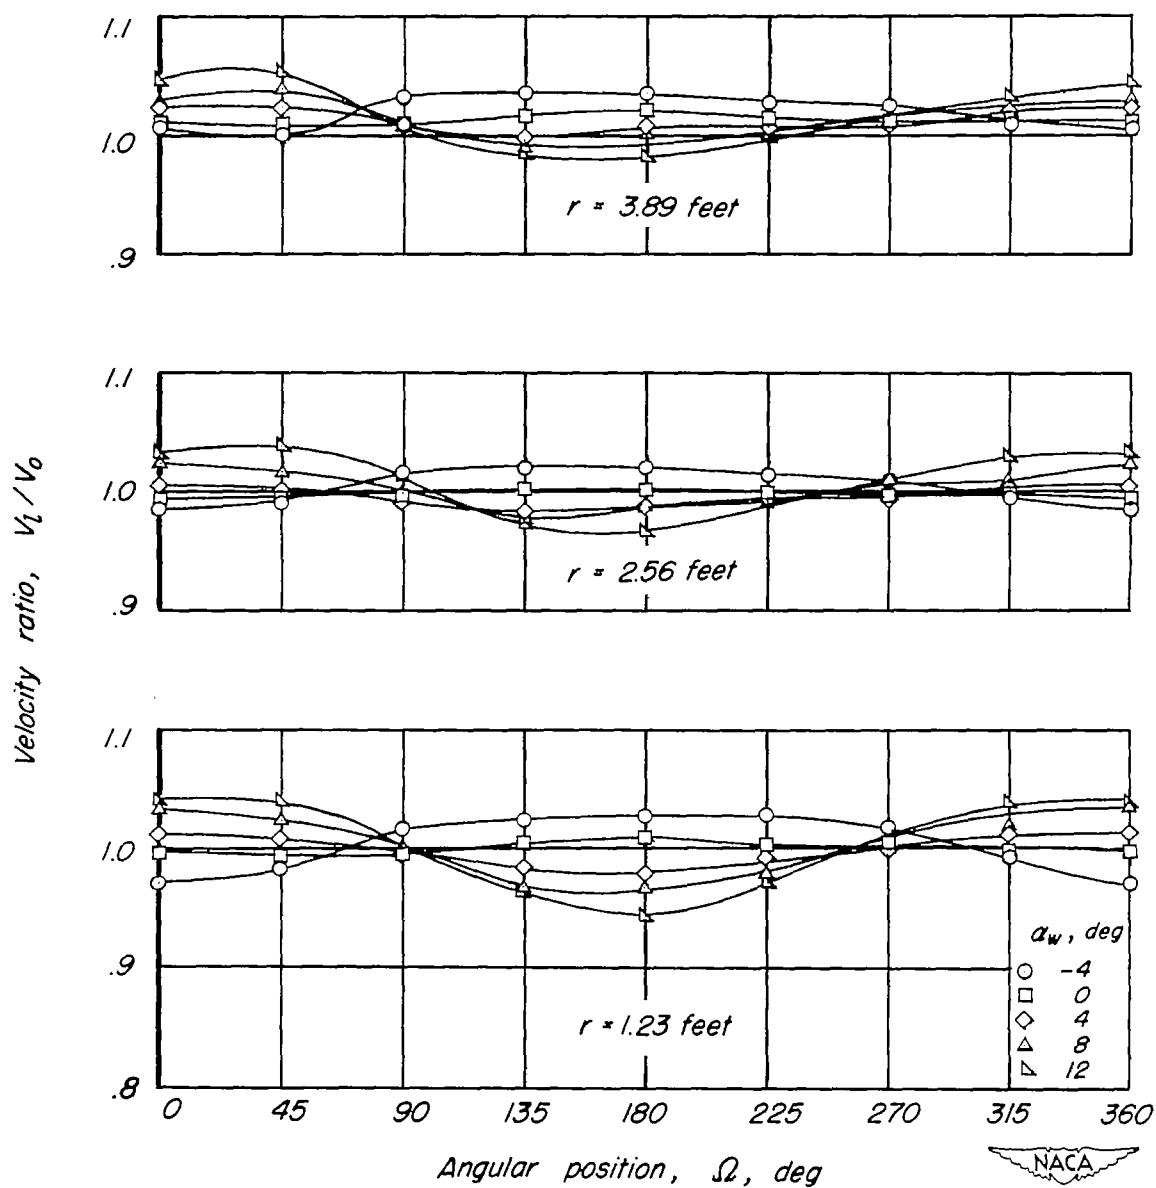 1.1
1.0
.9
r = 3.89 feet
1.1
1.0
.9
r = 2.56 feet
Velocity ratio, Vl/Vo
1.1
1.0
.9
.8
r = 1.23 feet
αw, deg
-4
0
4
8
12
0 45 90 135 180 225 270 315 360
Angular position, Ω, deg
NACA